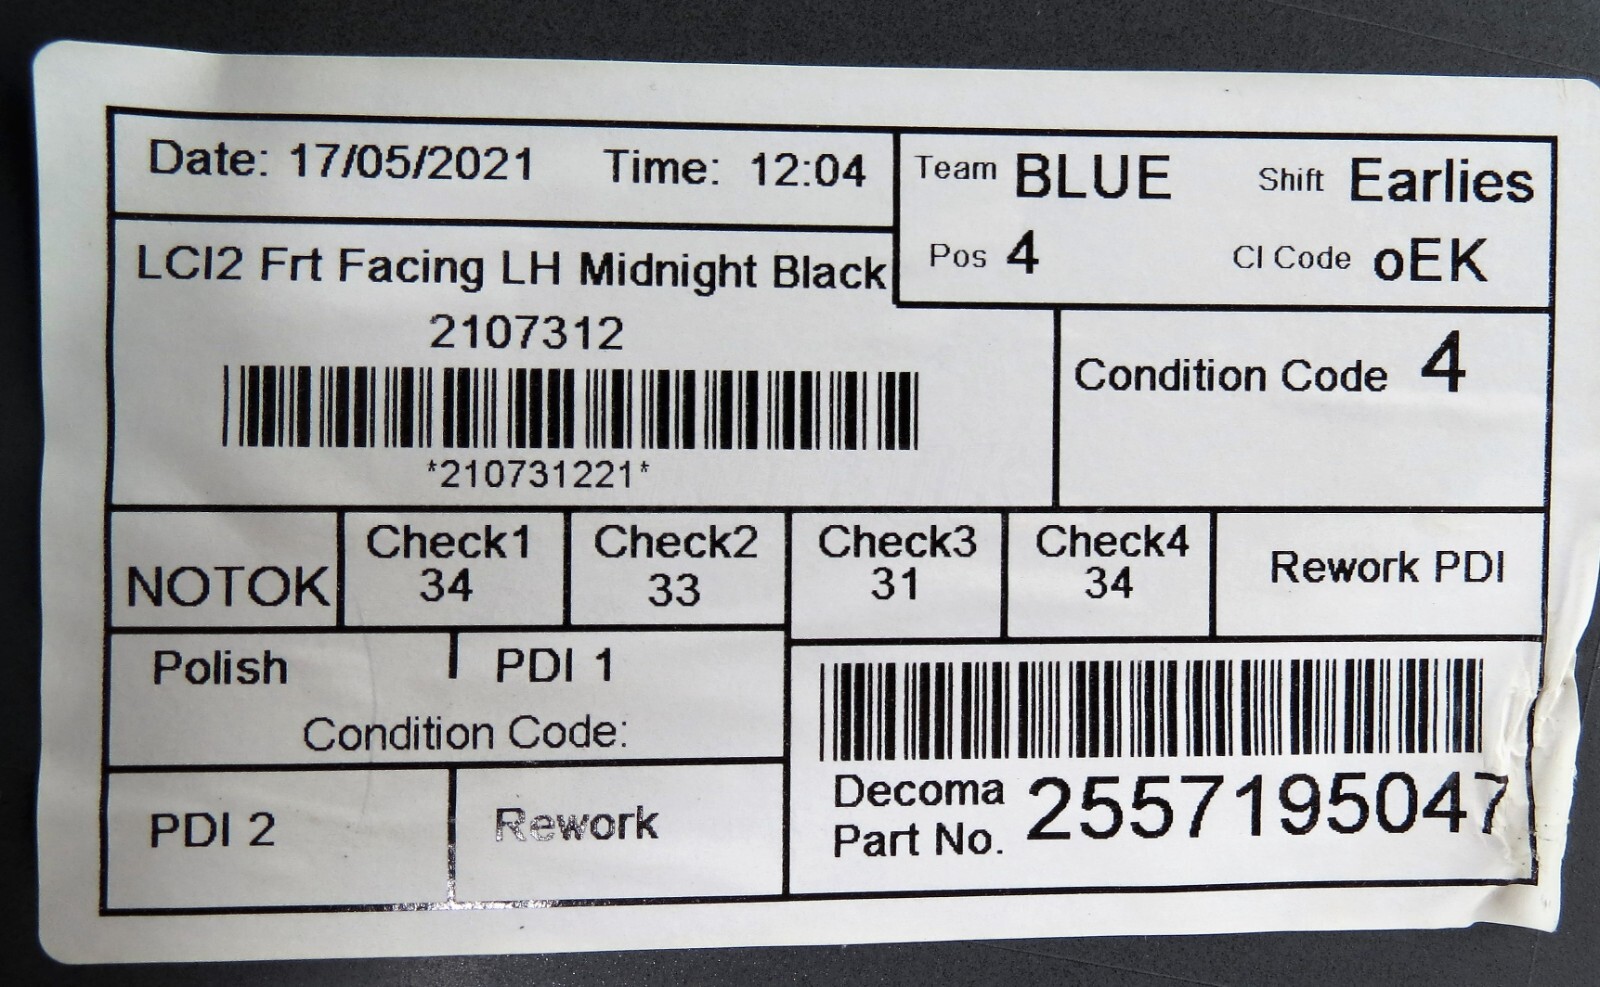 Date: 17/05/2021 Time: 12:04
Team BLUE Shift Earlies
Pos 4 CI Code oEK
LCI2 Frt Facing LH Midnight Black
2107312
*210731221*
Condition Code 4
NOTOK
Check1
34
Check2
33
Check3
31
Check4
34
Rework PDI
Polish PDI 1
Condition Code:
PDI 2 Rework
Decoma
Part No. 2557195047